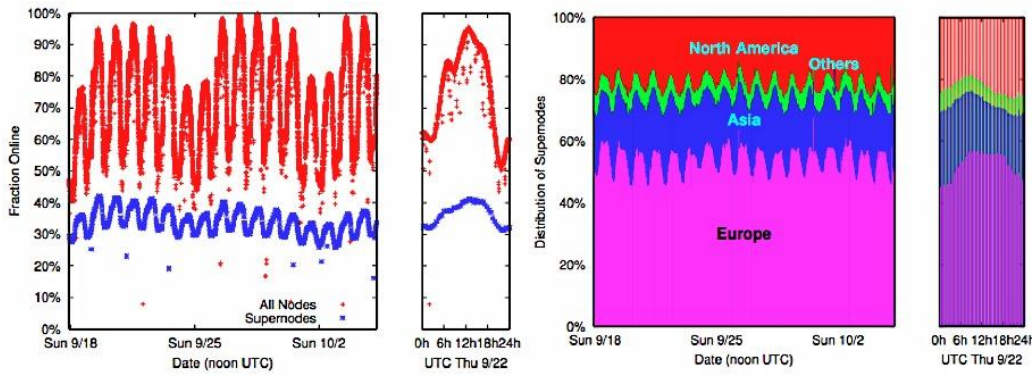 100%
90%
80%
70%
60%
50%
40%
30%
20%
10%
0%
Fraction Online
All Nodes
Supernodes
Sun 9/18
Sun 9/25
Sun 10/2
Date (noon UTC)
0h 6h 12h18h24h
UTC Thu 9/22
100%
80%
60%
40%
20%
0%
Distribution of Supernodes
North America
Others
Asia
Europe
Sun 9/18
Sun 9/25
Sun 10/2
Date (noon UTC)
0h 6h 12h18h24h
UTC Thu 9/22